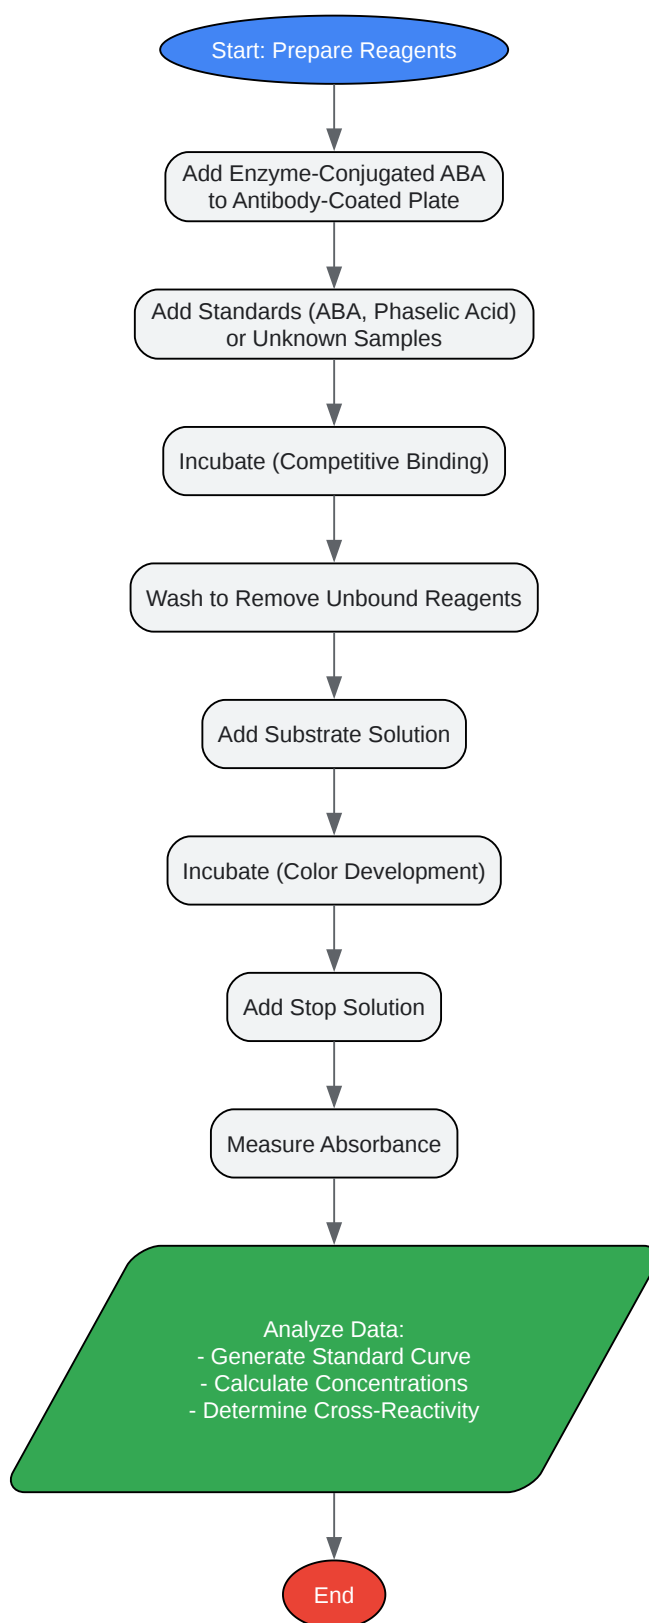 Start: Prepare Reagents
Add Enzyme-Conjugated ABA
to Antibody-Coated Plate
Add Standards (ABA, Phaselic Acid)
or Unknown Samples
Incubate (Competitive Binding)
Wash to Remove Unbound Reagents
Add Substrate Solution
Incubate (Color Development)
Add Stop Solution
Measure Absorbance
Analyze Data:
- Generate Standard Curve
- Calculate Concentrations
- Determine Cross-Reactivity
End